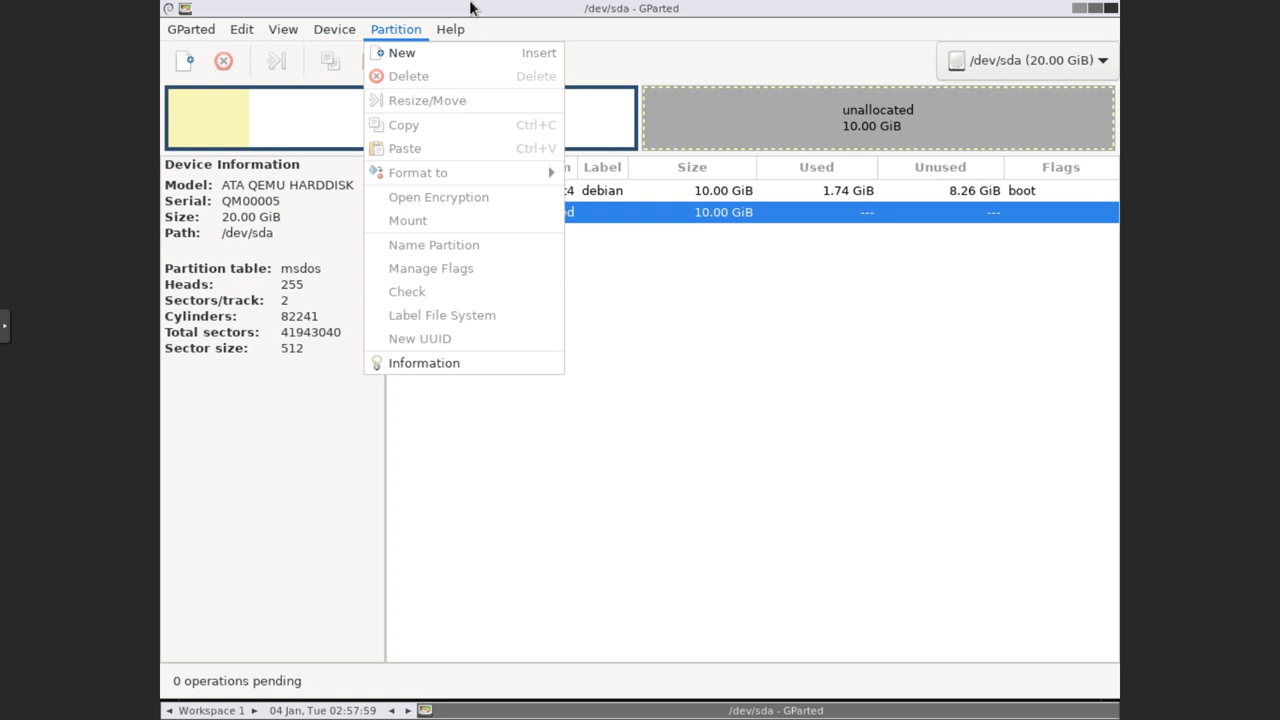 /dev/sda - GParted
GParted Edit View Device Partition Help
/dev/sda (20.00 GiB)
New Insert
Delete Delete
Resize/Move
Copy Ctrl+C
Paste Ctrl+V
Format to
Open Encryption
Mount
Name Partition
Manage Flags
Check
Label File System
New UUID
Information
unallocated
10.00 GiB
Device Information
Model: ATA QEMU HARDDISK
Serial: QM00005
Size: 20.00 GiB
Path: /dev/sda
Partition table: msdos
Heads: 255
Sectors/track: 2
Cylinders: 82241
Total sectors: 41943040
Sector size: 512
Label Size Used Unused Flags
debian 10.00 GiB 1.74 GiB 8.26 GiB boot
10.00 GiB --- ---
0 operations pending
Workspace 1 04 Jan, Tue 02:57:59 /dev/sda - GParted